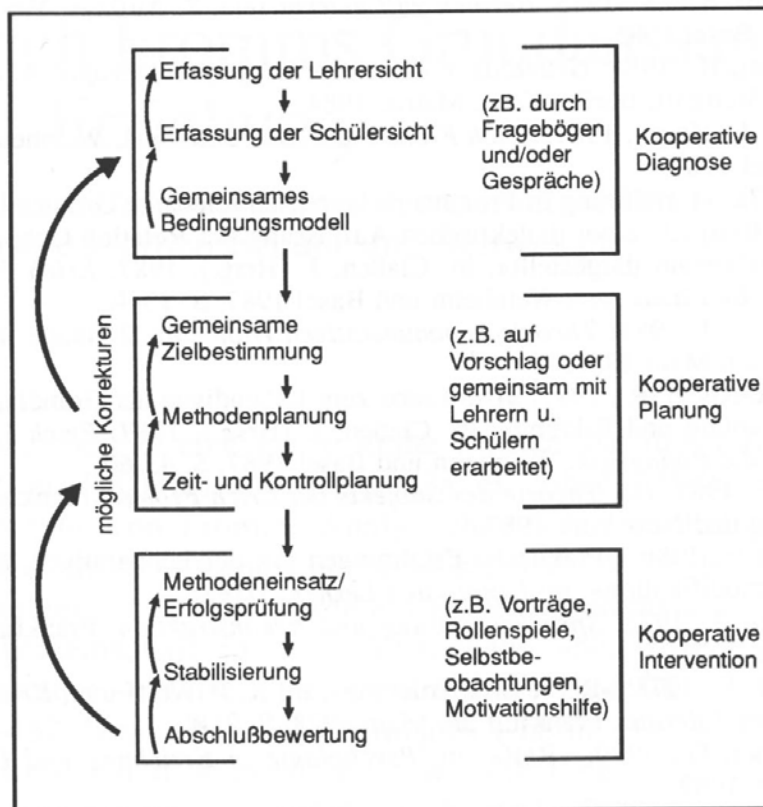 Erfassung der Lehrersicht
Erfassung der Schülersicht
Gemeinsames
Bedingungsmodell
(zB. durch
Fragebögen
und/oder
Gespräche)
Kooperative
Diagnose
mögliche Korrekturen
Gemeinsame
Zielbestimmung
Methodenplanung
Zeit- und Kontrollplanung
(z.B. auf
Vorschlag oder
gemeinsam mit
Lehrern u.
Schülern
erarbeitet)
Kooperative
Planung
Methodeneinsatz/
Erfolgsprüfung
Stabilisierung
Abschlußbewertung
(z.B. Vorträge,
Rollenspiele,
Selbstbe-
obachtungen,
Motivationshilfe)
Kooperative
Intervention